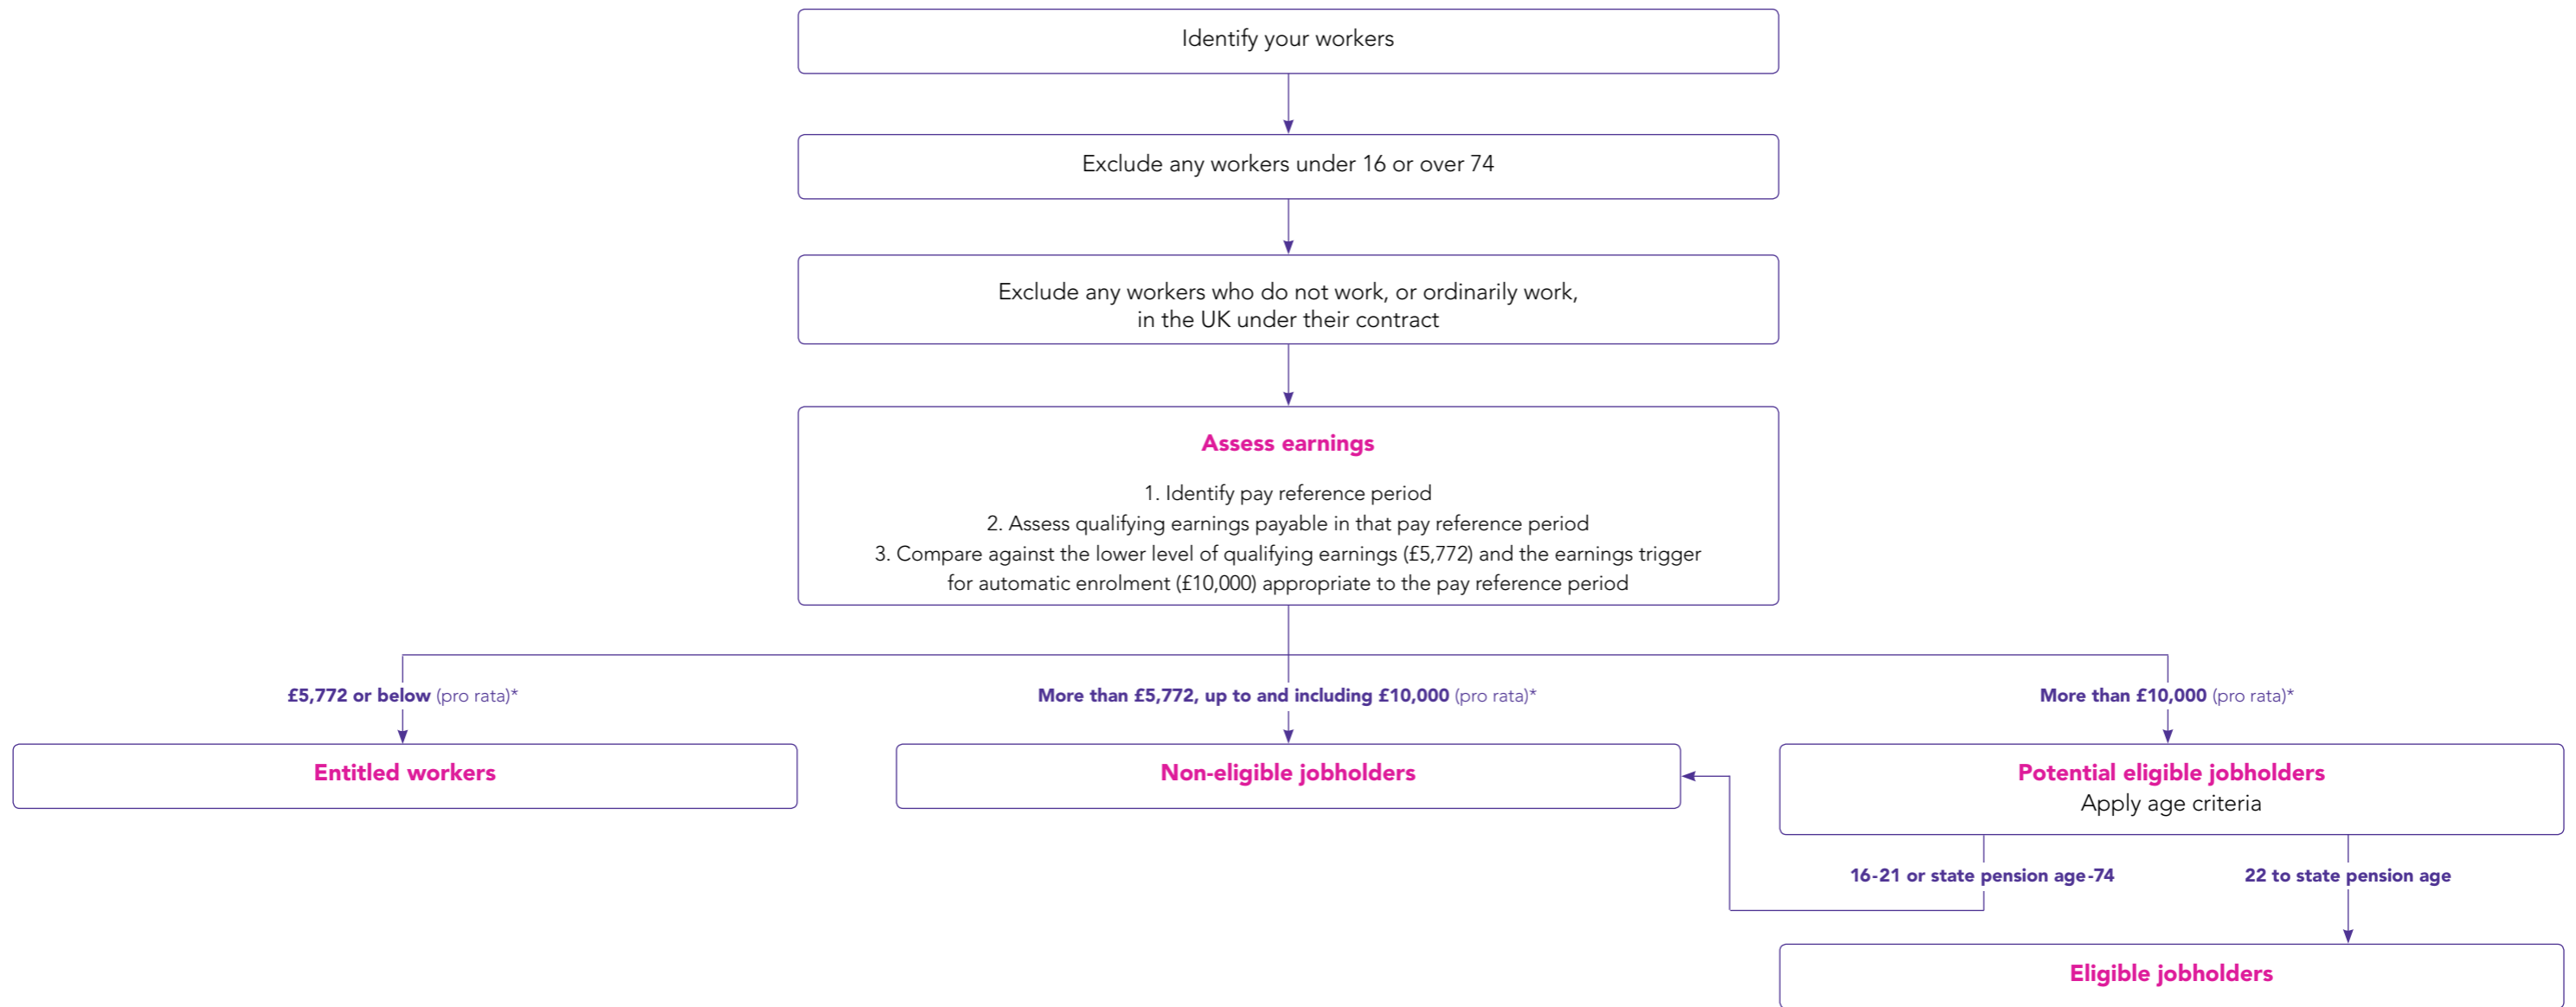 Identify your workers
Exclude any workers under 16 or over 74
Exclude any workers who do not work, or ordinarily work,
in the UK under their contract
Assess earnings
1. Identify pay reference period
2. Assess qualifying earnings payable in that pay reference period
3. Compare against the lower level of qualifying earnings (£5,772) and the earnings trigger
for automatic enrolment (£10,000) appropriate to the pay reference period
£5,772 or below (pro rata)*
More than £5,772, up to and including £10,000 (pro rata)*
More than £10,000 (pro rata)*
Entitled workers
Non-eligible jobholders
Potential eligible jobholders
Apply age criteria
16-21 or state pension age-74
22 to state pension age
Eligible jobholders